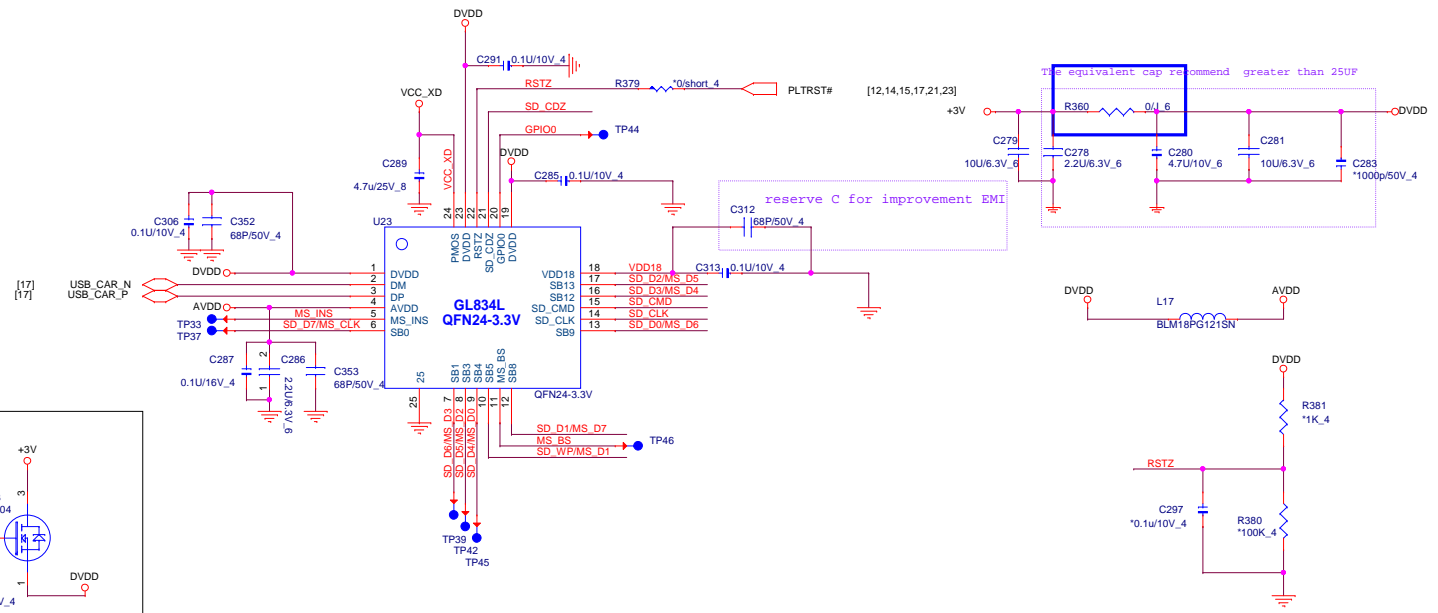 DVDD
C291 0.1U/10V_4
RSTZ R379 *0/short_4 PLTRST# [12,14,15,17,21,23]
VCC_XD
SD_CDZ
GPIO0 TP44
DVDD
C289
4.7u/25V_8
VCC_XD
C285 0.1U/10V_4
24 23 22 21 20 19
U23
PMOS DVDD RSTZ SD_CDZ GPIO0 DVDD
The equivalent cap recommend greater than 25UF
+3V R360 0/J_6 DVDD
C279
10U/6.3V_6
C278
2.2U/6.3V_6
C280
4.7U/10V_6
C281
10U/6.3V_6
C283
*1000p/50V_4
reserve C for improvement EMI
C312
68P/50V_4
C313 0.1U/10V_4
C306
0.1U/10V_4
C352
68P/50V_4
DVDD 1 DVDD
[17] USB_CAR_N 2 DM
[17] USB_CAR_P 3 DP
AVDD 4 AVDD
TP33 MS_INS 5 MS_INS
TP37 SD_D7/MS_CLK 6 SB0
GL834L
QFN24-3.3V
VDD18 18 VDD18
SB13 17 SD_D2/MS_D5
SB12 16 SD_D3/MS_D4
SD_CMD 15 SD_CMD
SD_CLK 14 SD_CLK
SB9 13 SD_D0/MS_D6
C287
0.1U/16V_4
2
1
C286
2.2U/6.3V_6
C353
68P/50V_4
25
25
SB1 SB3 SB4 SB5 MS_BS SB8
7 8 9 10 11 12
QFN24-3.3V
SD_D6/MS_D3
SD_D5/MS_D2
SD_D4/MS_D0
SD_D1/MS_D7
MS_BS TP46
SD_WP/MS_D1
TP39
TP42
TP45
DVDD L17 AVDD
BLM18PG121SN
DVDD
R381
*1K_4
RSTZ
C297
*0.1u/10V_4
R380
*100K_4
+3V
3
04
1
DVDD
V_4